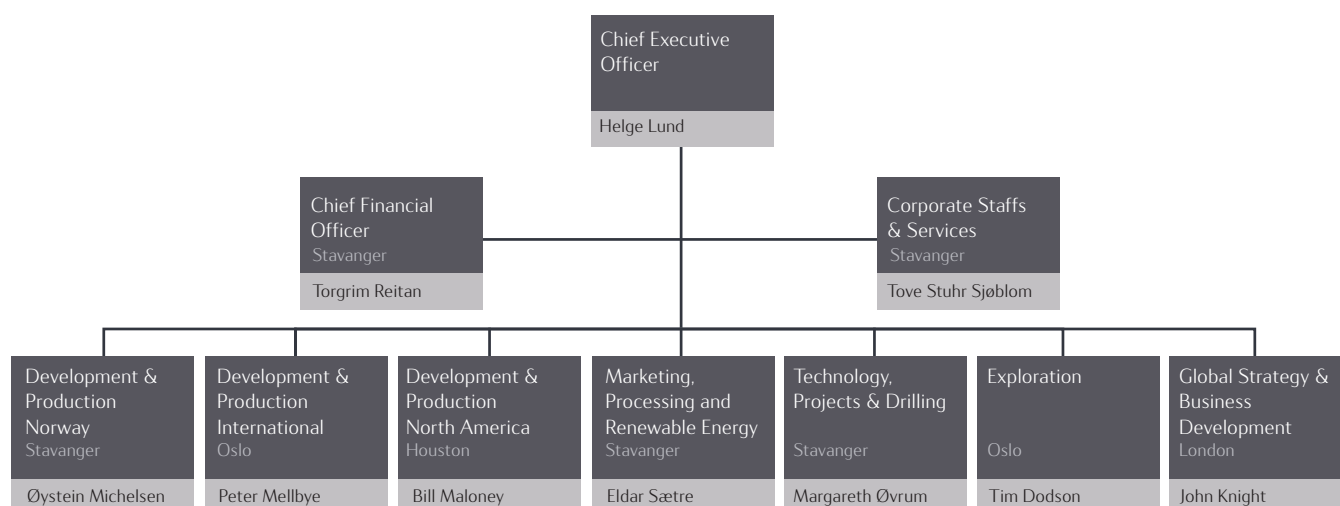 Chief Executive
Officer
Helge Lund
Chief Financial
Officer
Stavanger
Torgrim Reitan
Corporate Staffs
& Services
Stavanger
Tove Stuhr Sjøblom
Development &
Production
Norway
Stavanger
Øystein Michelsen
Development &
Production
International
Oslo
Peter Mellbye
Development &
Production
North America
Houston
Bill Maloney
Marketing,
Processing and
Renewable Energy
Stavanger
Eldar Sætre
Technology,
Projects & Drilling
Stavanger
Margareth Øvrum
Exploration
Oslo
Tim Dodson
Global Strategy &
Business
Development
London
John Knight